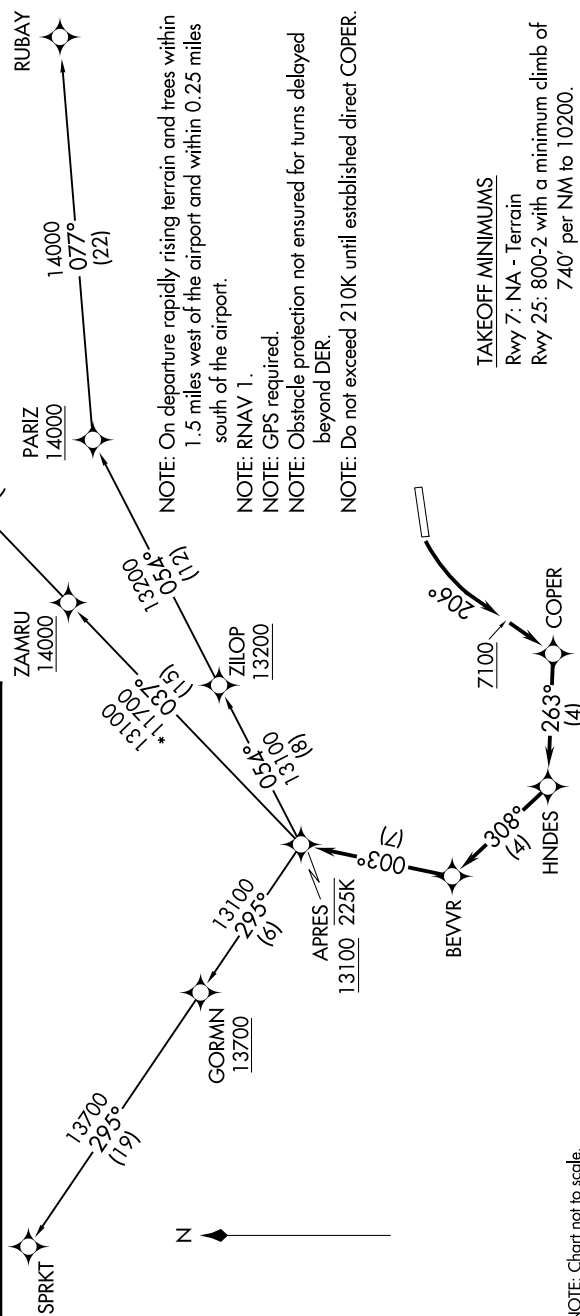 RUBAY
14000
077°
(22)
PARIZ
14000
ZAMRU
14000
13200
054°
(12)
13100
*11700
037°
(15)
ZILOP
13200
054°
13100
(8)
APRES
13100 225K
13100
295°
(6)
GORMN
13700
13700
295°
(19)
SPRKT
N
003°
(7)
BEVVR
308°
(4)
HNDES
263°
(4)
COPER
7100
206°
NOTE: On departure rapidly rising terrain and trees within
1.5 miles west of the airport and within 0.25 miles
south of the airport.
NOTE: RNAV 1.
NOTE: GPS required.
NOTE: Obstacle protection not ensured for turns delayed
beyond DER.
NOTE: Do not exceed 210K until established direct COPER.
TAKEOFF MINIMUMS
Rwy 7: NA - Terrain
Rwy 25: 800-2 with a minimum climb of
740' per NM to 10200.
NOTE: Chart not to scale.